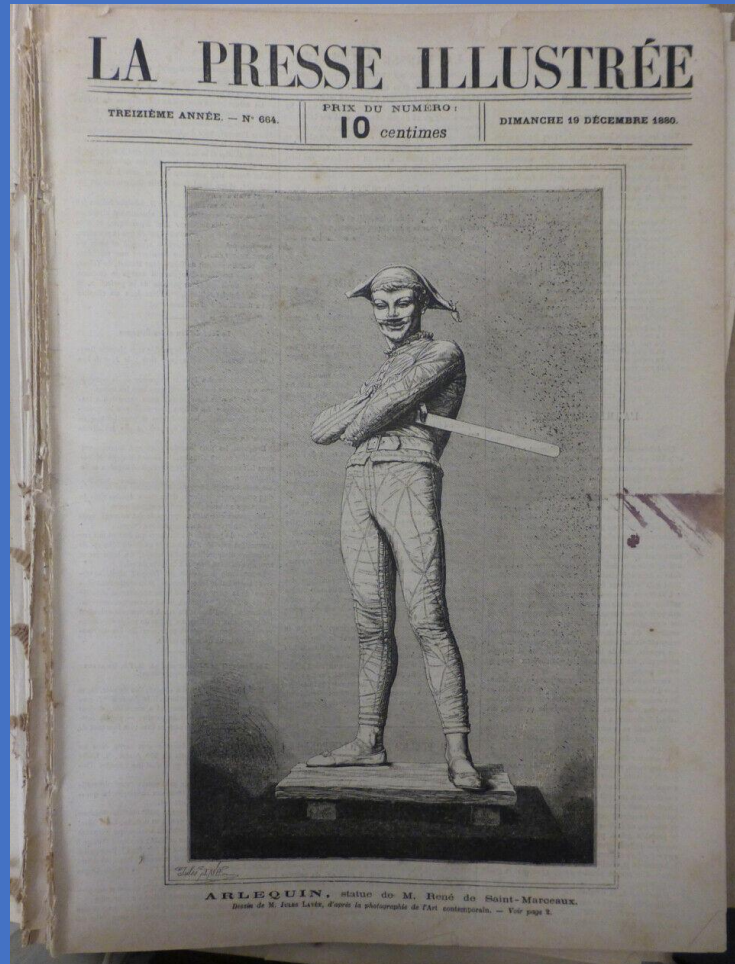 LA PRESSE ILLUSTRÉE
TREIZIÈME ANNÉE. — N° 664.
PRIX DU NUMERO:
10 centimes
DIMANCHE 19 DÉCEMBRE 1880.
ARLEQUIN, statue de M. René de Saint-Marceaux.
Dessin de M. Jules Lavée, d'après la photographie de l'Art contemporain. — Voir page 2.